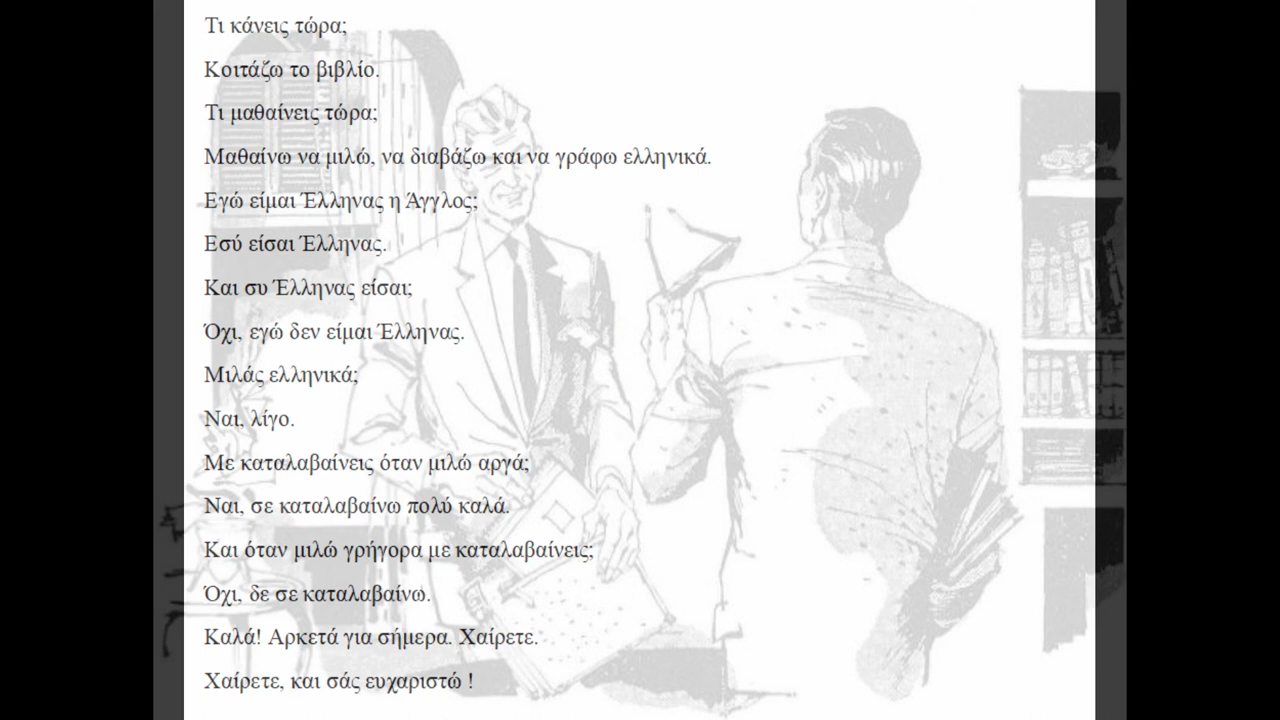 Τι κάνεις τώρα;
Κοιτάζω το βιβλίο.
Τι μαθαίνεις τώρα;
Μαθαίνω να μιλώ, να διαβάζω και να γράφω ελληνικά.
Εγώ είμαι Έλληνας η Άγγλος;
Εσύ είσαι Έλληνας.
Και συ Έλληνας είσαι;
Όχι, εγώ δεν είμαι Έλληνας.
Μιλάς ελληνικά;
Ναι, λίγο.
Με καταλαβαίνεις όταν μιλώ αργά;
Ναι, σε καταλαβαίνω πολύ καλά.
Και όταν μιλώ γρήγορα με καταλαβαίνεις;
Όχι, δε σε καταλαβαίνω.
Καλά! Αρκετά για σήμερα. Χαίρετε.
Χαίρετε, και σάς ευχαριστώ !